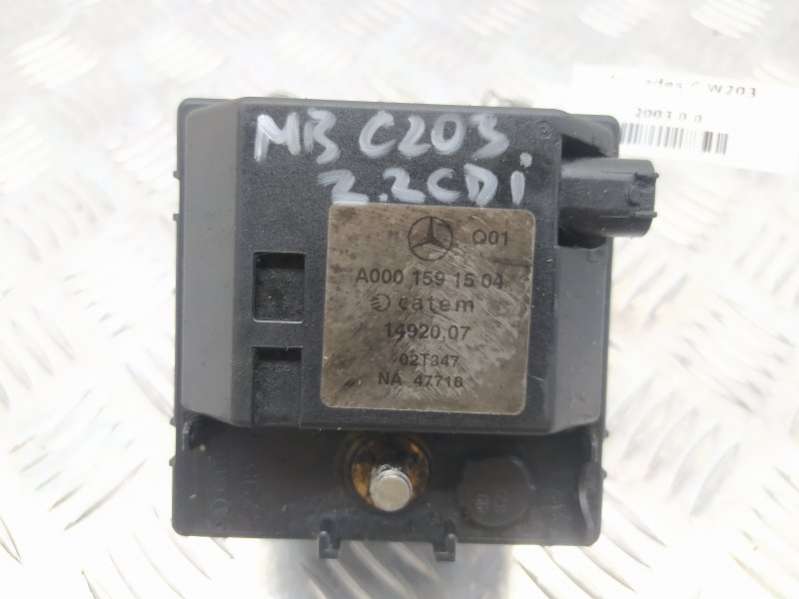 W203
MB C203
2.2CDi
Q01
A000 159 15 04
catem
14920.07
02T347
NA 47718